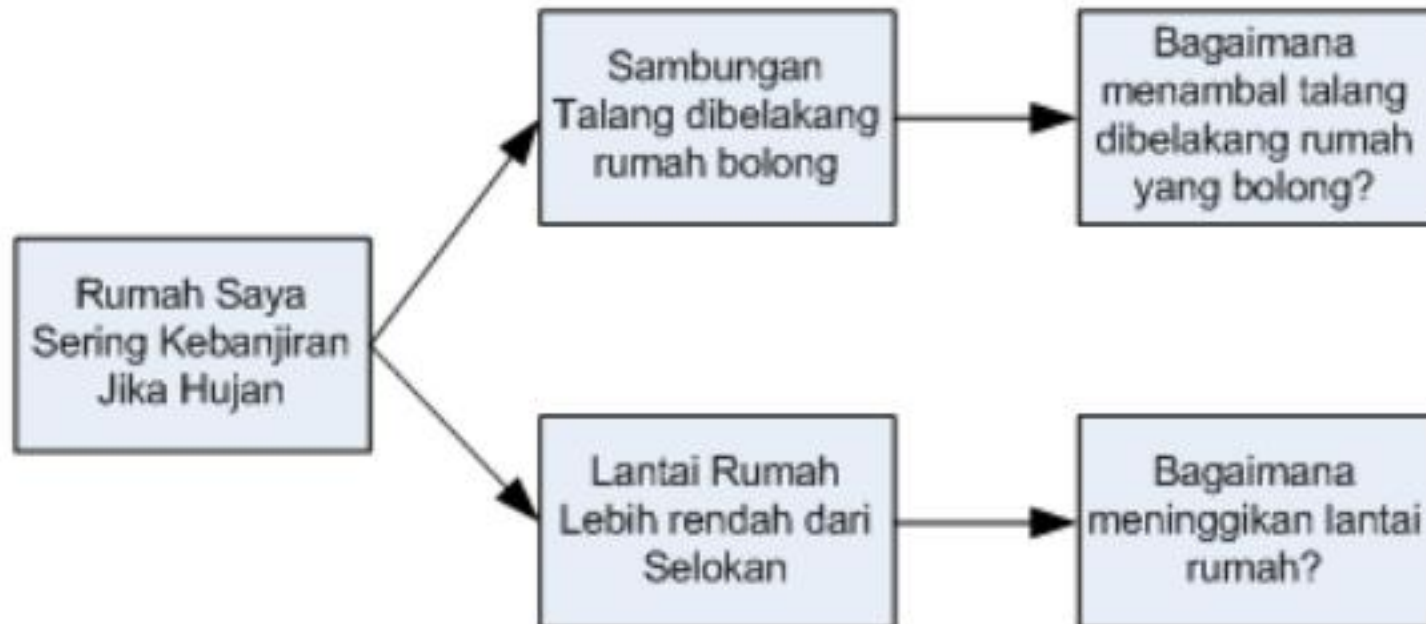 Rumah Saya
Sering Kebanjiran
Jika Hujan
Sambungan
Talang dibelakang
rumah bolong
Bagaimana
menambal talang
dibelakang rumah
yang bolong?
Lantai Rumah
Lebih rendah dari
Selokan
Bagaimana
meninggikan lantai
rumah?